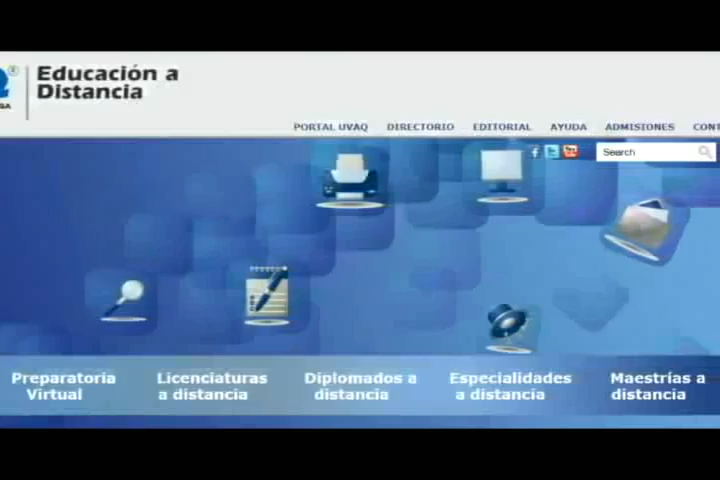 Educación a
Distancia
PORTAL UVAQ DIRECTORIO EDITORIAL AYUDA ADMISIONES CONT
Search
Preparatoria
Virtual
Licenciaturas
a distancia
Diplomados a
distancia
Especialidades
a distancia
Maestrías a
distancia